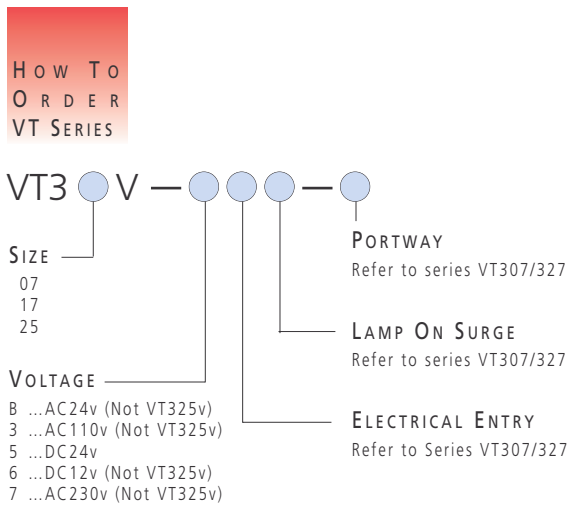 HOW TO
ORDER
VT SERIES
VT3 V — —
SIZE
07
17
25
VOLTAGE
B ...AC24v (Not VT325v)
3 ...AC110v (Not VT325v)
5 ...DC24v
6 ...DC12v (Not VT325v)
7 ...AC230v (Not VT325v)
PORTWAY
Refer to series VT307/327
LAMP ON SURGE
Refer to series VT307/327
ELECTRICAL ENTRY
Refer to Series VT307/327